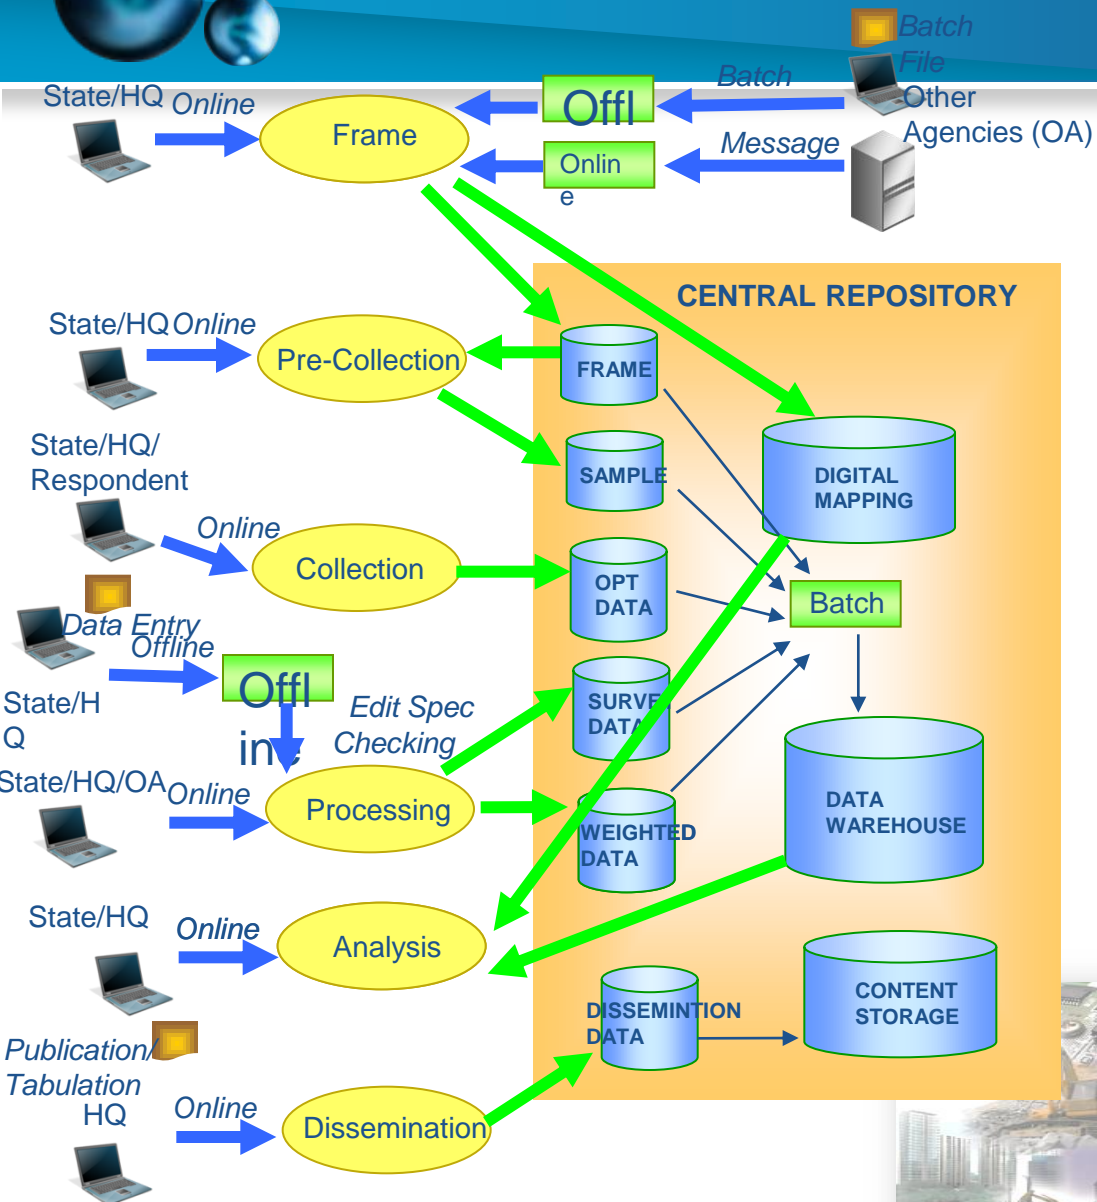 Batch
File
State/HQ
Online
Offl
Batch
Other
Agencies (OA)
Frame
Onlin
e
Message
CENTRAL REPOSITORY
State/HQ
Online
Pre-Collection
FRAME
State/HQ/
Respondent
SAMPLE
DIGITAL
MAPPING
Online
Collection
OPT
DATA
Batch
Data Entry
Offline
Offl
ine
State/H
Q
Edit Spec
Checking
SURVEY
DATA
State/HQ/OA
Online
Processing
WEIGHTED
DATA
DATA
WAREHOUSE
State/HQ
Online
Analysis
DISSEMINTION
DATA
CONTENT
STORAGE
Publication/
Tabulation
HQ
Online
Dissemination